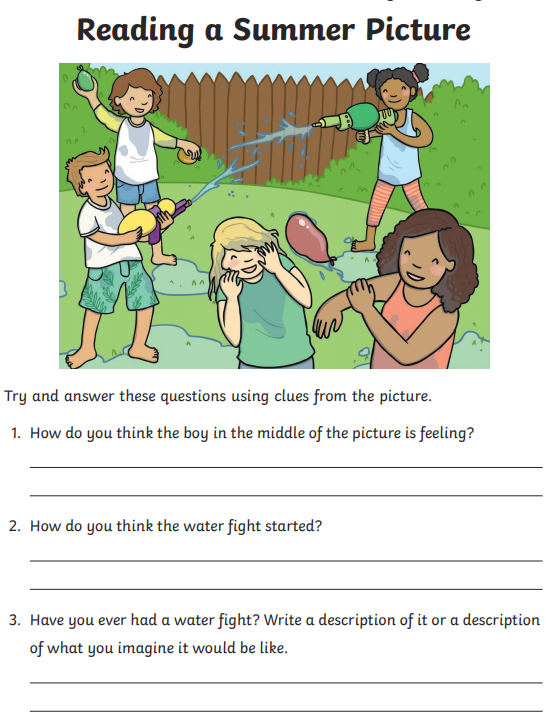 Reading a Summer Picture
Try and answer these questions using clues from the picture.
1. How do you think the boy in the middle of the picture is feeling?
2. How do you think the water fight started?
3. Have you ever had a water fight? Write a description of it or a description
of what you imagine it would be like.